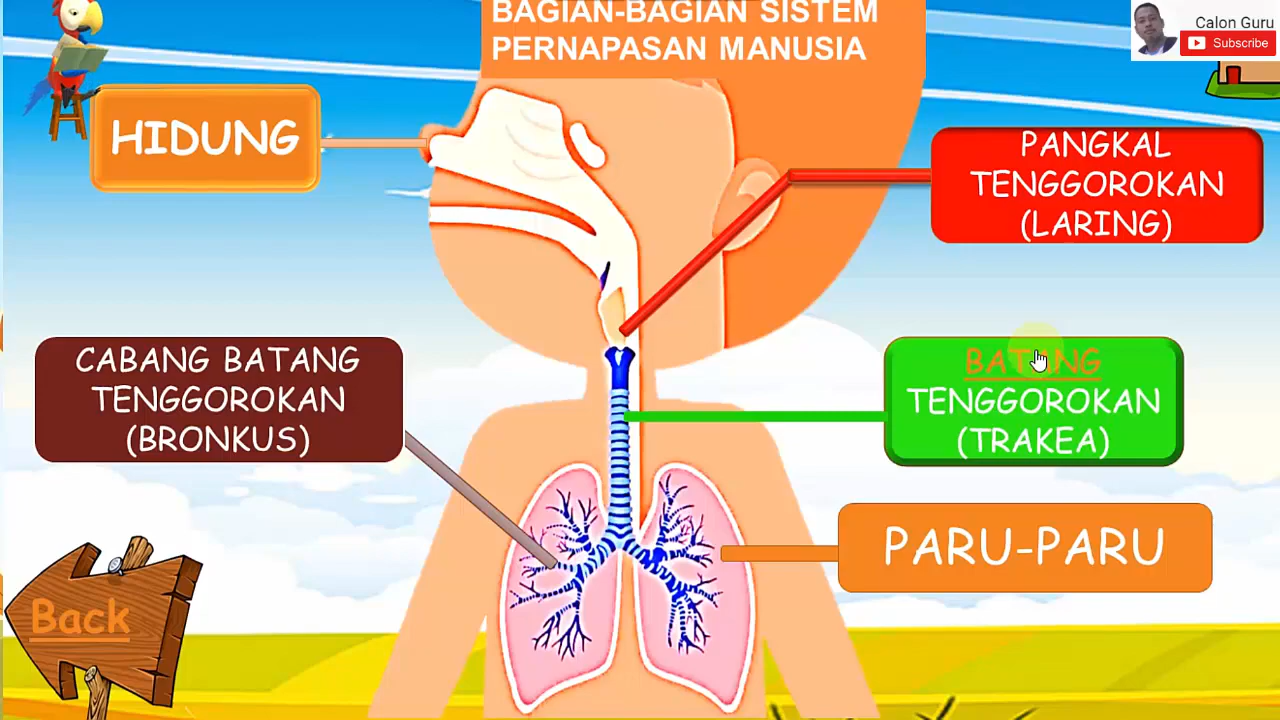 BAGIAN-BAGIAN SISTEM
PERNAPASAN MANUSIA
Calon Guru
Subscribe
HIDUNG
PANGKAL
TENGGOROKAN
(LARING)
CABANG BATANG
TENGGOROKAN
(BRONKUS)
BATANG
TENGGOROKAN
(TRAKEA)
PARU-PARU
Back